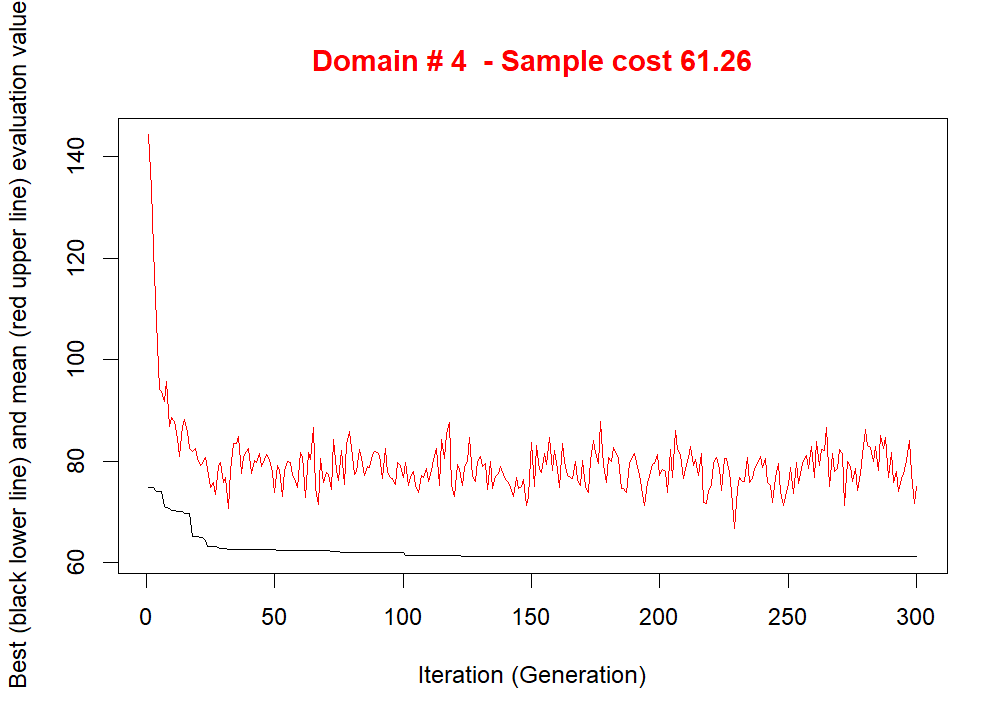 Domain # 4  - Sample cost 61.26
Best (black lower line) and mean (red upper line) evaluation value
140
120
100
80
60
0 50 100 150 200 250 300
Iteration (Generation)